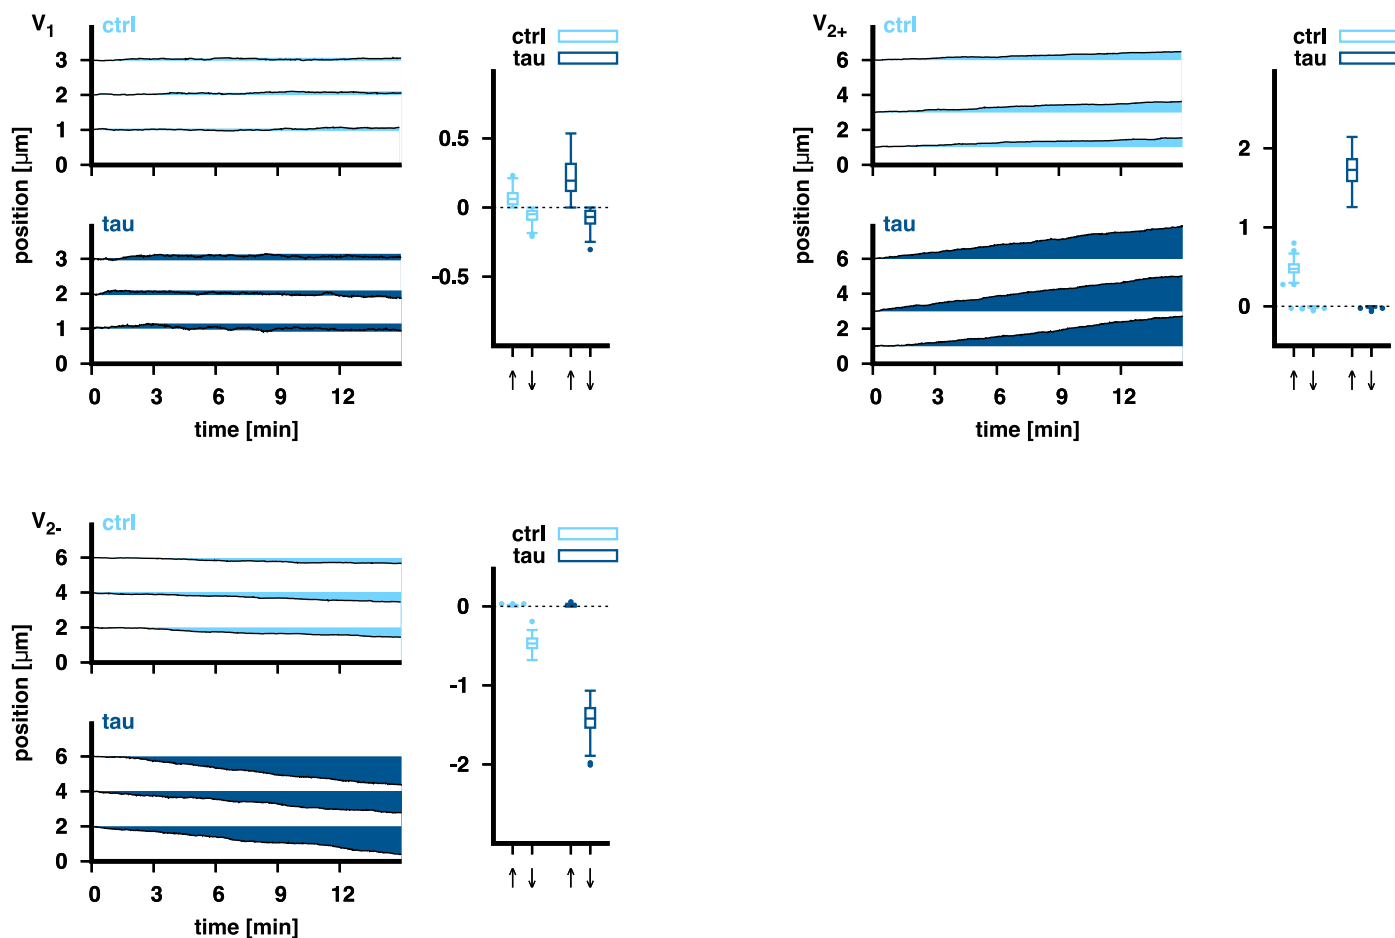 V1
ctrl
3
2
1
0
tau
3
2
1
0
position [µm]
0 3 6 9 12
time [min]
ctrl
tau
0.5
0
-0.5
↑ ↓ ↑ ↓
V2+
ctrl
6
4
2
0
tau
6
4
2
0
position [µm]
0 3 6 9 12
time [min]
ctrl
tau
2
1
0
↑ ↓ ↑ ↓
V2-
ctrl
6
4
2
0
tau
6
4
2
0
position [µm]
0 3 6 9 12
time [min]
ctrl
tau
0
-1
-2
↑ ↓ ↑ ↓